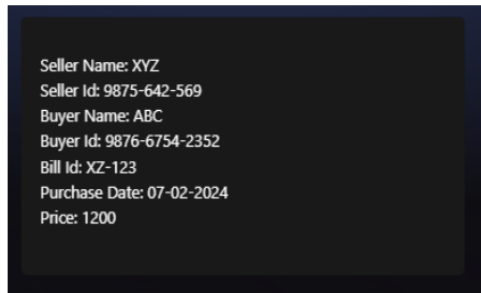 Seller Name: XYZ
Seller Id: 9875-642-569
Buyer Name: ABC
Buyer Id: 9876-6754-2352
Bill Id: XZ-123
Purchase Date: 07-02-2024
Price: 1200